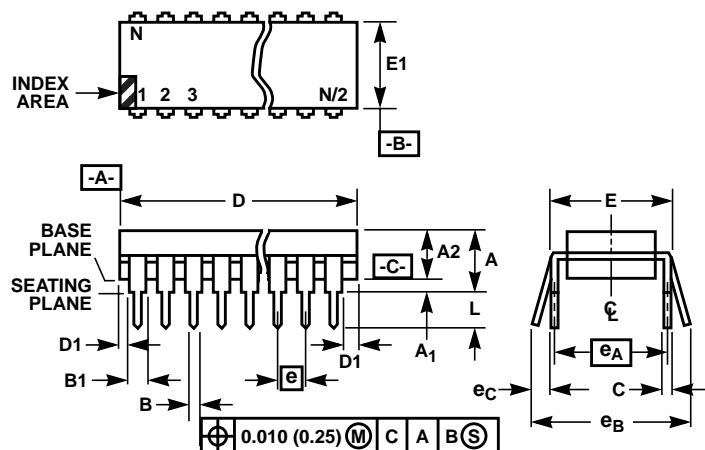 N
E1
INDEX
AREA
1 2 3 N/2
-B-
-A-
D
E
BASE
PLANE
A2
A
-C-
SEATING
PLANE
L
C
L
D1
A1
D1
e
eA
B1
eC
C
B
eB
0.010 (0.25) M C A B S